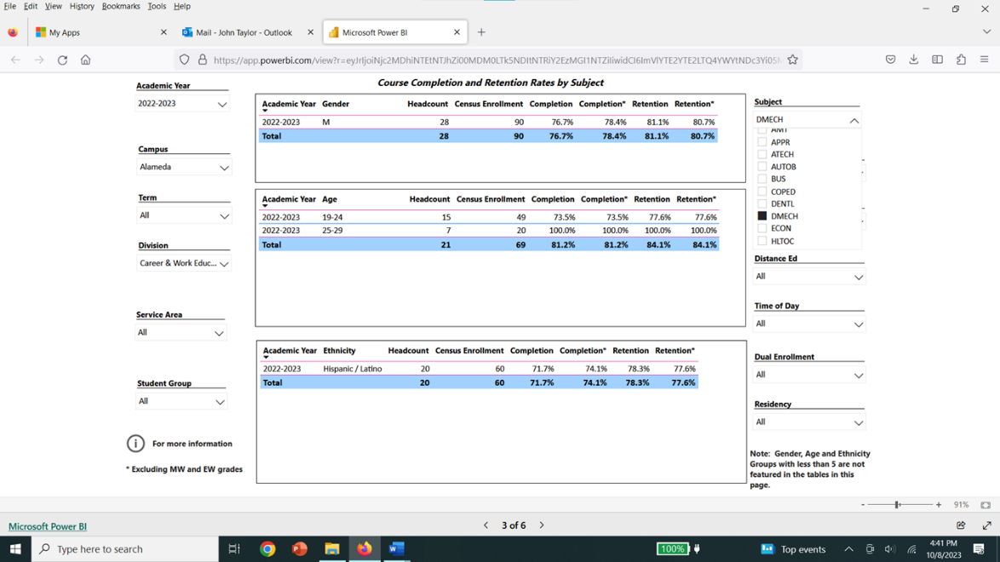 File Edit View History Bookmarks Tools Help
My Apps
Mail - John Taylor - Outlook
Microsoft Power BI
Course Completion and Retention Rates by Subject
Academic Year
2022-2023
Campus
Alameda
Term
All
Division
Career & Work Educ...
Service Area
All
Student Group
All
For more information
* Excluding MW and EW grades
Academic Year Gender Headcount Census Enrollment Completion Completion* Retention Retention*
2022-2023 M 28 90 76.7% 78.4% 81.1% 80.7%
Total 28 90 76.7% 78.4% 81.1% 80.7%
Academic Year Age Headcount Census Enrollment Completion Completion* Retention Retention*
2022-2023 19-24 15 49 73.5% 73.5% 77.6% 77.6%
2022-2023 25-29 7 20 100.0% 100.0% 100.0% 100.0%
Total 21 69 81.2% 81.2% 84.1% 84.1%
Academic Year Ethnicity Headcount Census Enrollment Completion Completion* Retention Retention*
2022-2023 Hispanic / Latino 20 60 71.7% 74.1% 78.3% 77.6%
Total 20 60 71.7% 74.1% 78.3% 77.6%
Subject
DMECH
AMT
APPR
ATECH
AUTOB
BUS
COPED
DENTL
DMECH
ECON
HLTOC
Distance Ed
All
Time of Day
All
Dual Enrollment
All
Residency
All
Note: Gender, Age and Ethnicity
Groups with less than 5 are not
featured in the tables in this
page.
- + 91%
Microsoft Power BI
3 of 6
Type here to search
100%
Top events
4:41 PM
10/8/2023